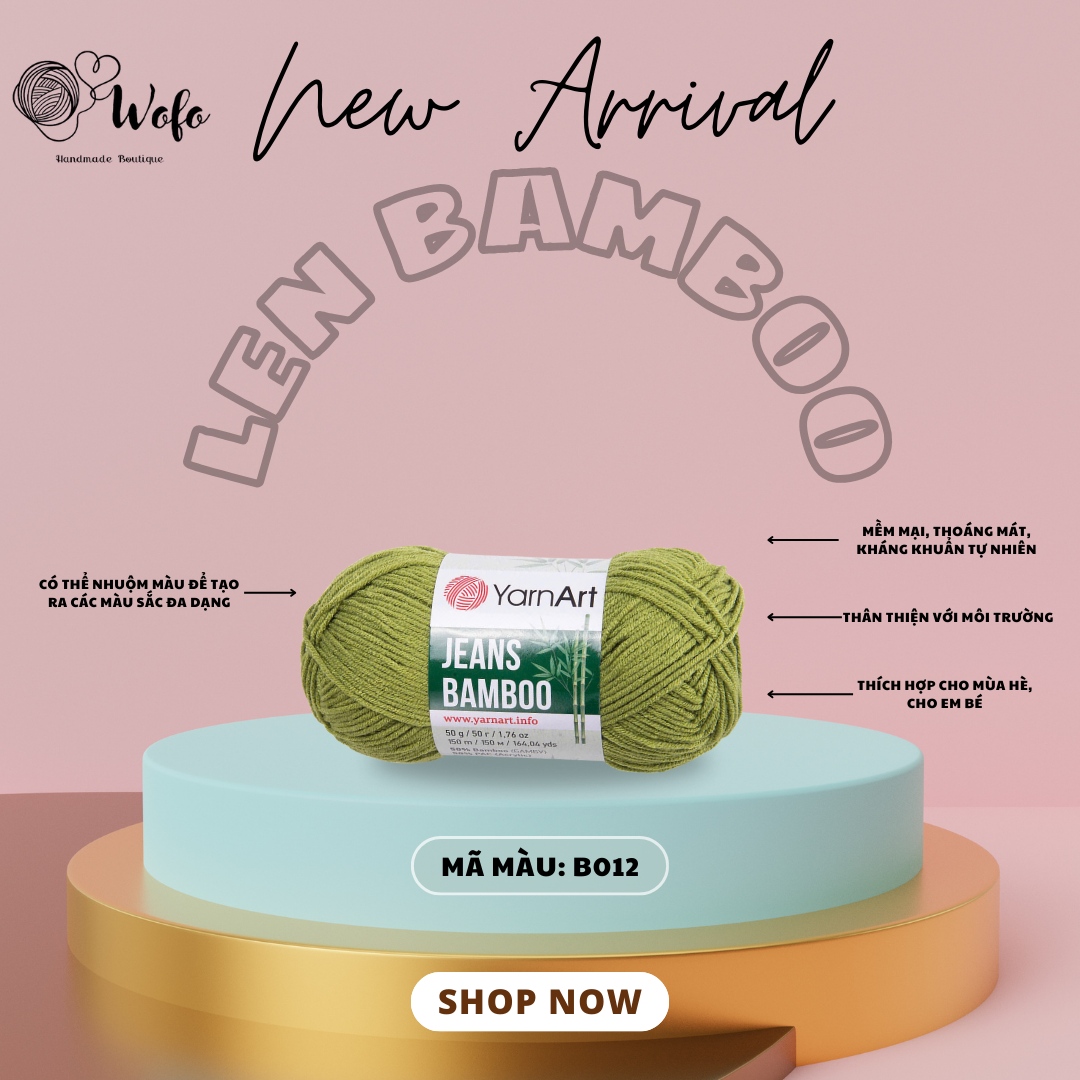 Wofo
Handmade Boutique
New Arrival
LEN BAMBOO
CÓ THỂ NHUỘM MÀU ĐỂ TẠO
RA CÁC MÀU SẮC ĐA DẠNG
MỀM MẠI, THOÁNG MÁT,
KHÁNG KHUẨN TỰ NHIÊN
THÂN THIỆN VỚI MÔI TRƯỜNG
THÍCH HỢP CHO MÙA HÈ,
CHO EM BÉ
YarnArt
JEANS
BAMBOO
www.yarnart.info
50 g / 50 r / 1,76 oz
150 m / 150 м / 164,04 yds
MÃ MÀU: B012
SHOP NOW